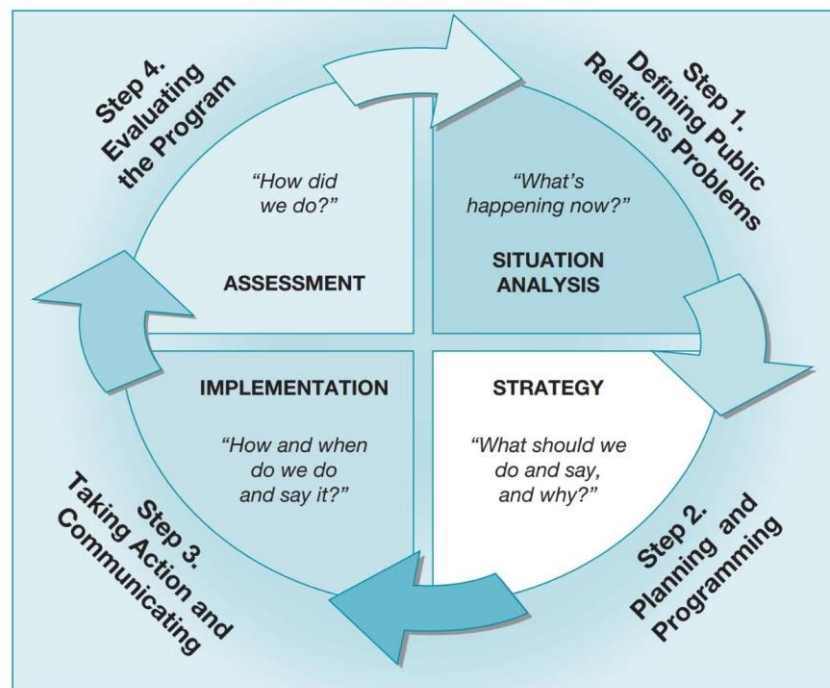 Step 1.
Defining Public
Relations Problems
“What’s
happening now?”
SITUATION
ANALYSIS
Step 2.
Planning and
Programming
STRATEGY
“What should we
do and say,
and why?”
Step 3.
Taking Action and
Communicating
IMPLEMENTATION
“How and when
do we do
and say it?”
Step 4.
Evaluating
the Program
“How did
we do?”
ASSESSMENT